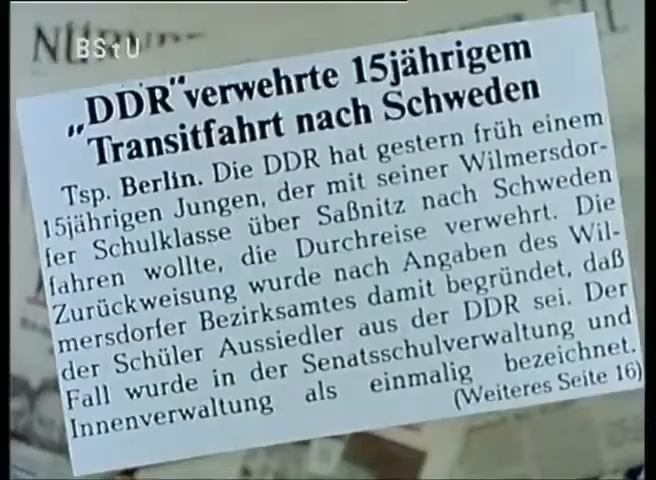 BStU
„DDR“ verwehrte 15jährigem
Transitfahrt nach Schweden
Tsp. Berlin. Die DDR hat gestern früh einem
15jährigen Jungen, der mit seiner Wilmersdor-
fer Schulklasse über Saßnitz nach Schweden
fahren wollte, die Durchreise verwehrt. Die
Zurückweisung wurde nach Angaben des Wil-
mersdorfer Bezirksamtes damit begründet, daß
der Schüler Aussiedler aus der DDR sei. Der
Fall wurde in der Senatsschulverwaltung und
Innenverwaltung als einmalig bezeichnet.
(Weiteres Seite 16)